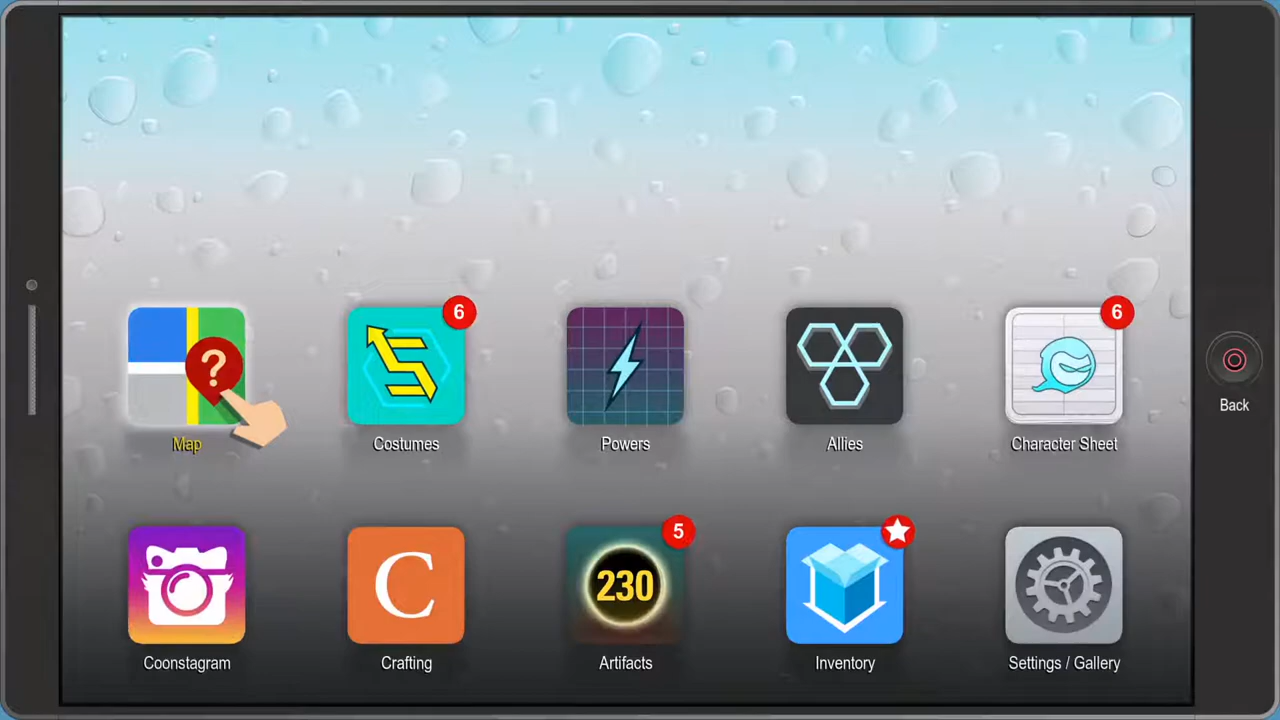 6
6
?
Back
Map
Costumes
Powers
Allies
Character Sheet
5
C
230
Coonstagram
Crafting
Artifacts
Inventory
Settings / Gallery